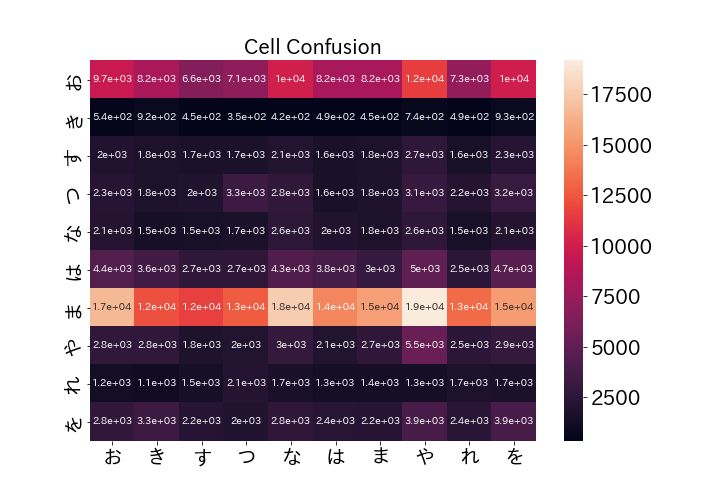 Cell Confusion
お 9.7e+03 8.2e+03 6.6e+03 7.1e+03 1e+04 8.2e+03 8.2e+03 1.2e+04 7.3e+03 1e+04
き 5.4e+02 9.2e+02 4.5e+02 3.5e+02 4.2e+02 4.9e+02 4.5e+02 7.4e+02 4.9e+02 9.3e+02
す 2e+03 1.8e+03 1.7e+03 1.7e+03 2.1e+03 1.6e+03 1.8e+03 2.7e+03 1.6e+03 2.3e+03
つ 2.3e+03 1.8e+03 2e+03 3.3e+03 2.8e+03 1.6e+03 1.8e+03 3.1e+03 2.2e+03 3.2e+03
な 2.1e+03 1.5e+03 1.5e+03 1.7e+03 2.6e+03 2e+03 1.8e+03 2.6e+03 1.5e+03 2.1e+03
は 4.4e+03 3.6e+03 2.7e+03 2.7e+03 4.3e+03 3.8e+03 3e+03 5e+03 2.5e+03 4.7e+03
ま 1.7e+04 1.2e+04 1.2e+04 1.3e+04 1.8e+04 1.4e+04 1.5e+04 1.9e+04 1.3e+04 1.5e+04
や 2.8e+03 2.8e+03 1.8e+03 2e+03 3e+03 2.1e+03 2.7e+03 5.5e+03 2.5e+03 2.9e+03
れ 1.2e+03 1.1e+03 1.5e+03 2.1e+03 1.7e+03 1.3e+03 1.4e+03 1.3e+03 1.7e+03 1.7e+03
を 2.8e+03 3.3e+03 2.2e+03 2e+03 2.8e+03 2.4e+03 2.2e+03 3.9e+03 2.4e+03 3.9e+03
お き す つ な は ま や れ を
17500
15000
12500
10000
7500
5000
2500